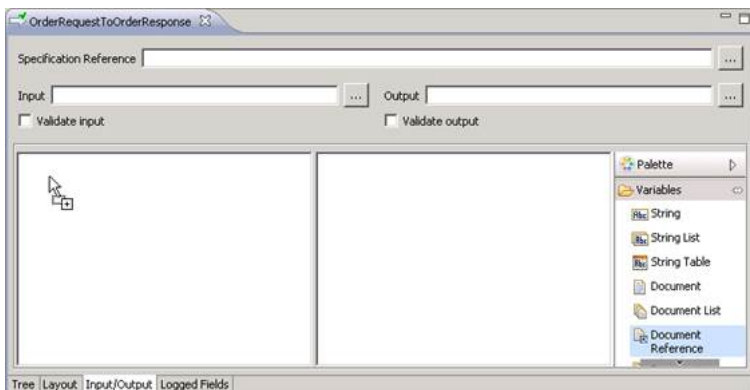 OrderRequestToOrderResponse
Specification Reference ...
Input ... Output ...
Validate input Validate output
Palette
Variables
Abc String
String List
String Table
Document
Document List
Document
Reference
Tree Layout Input/Output Logged Fields